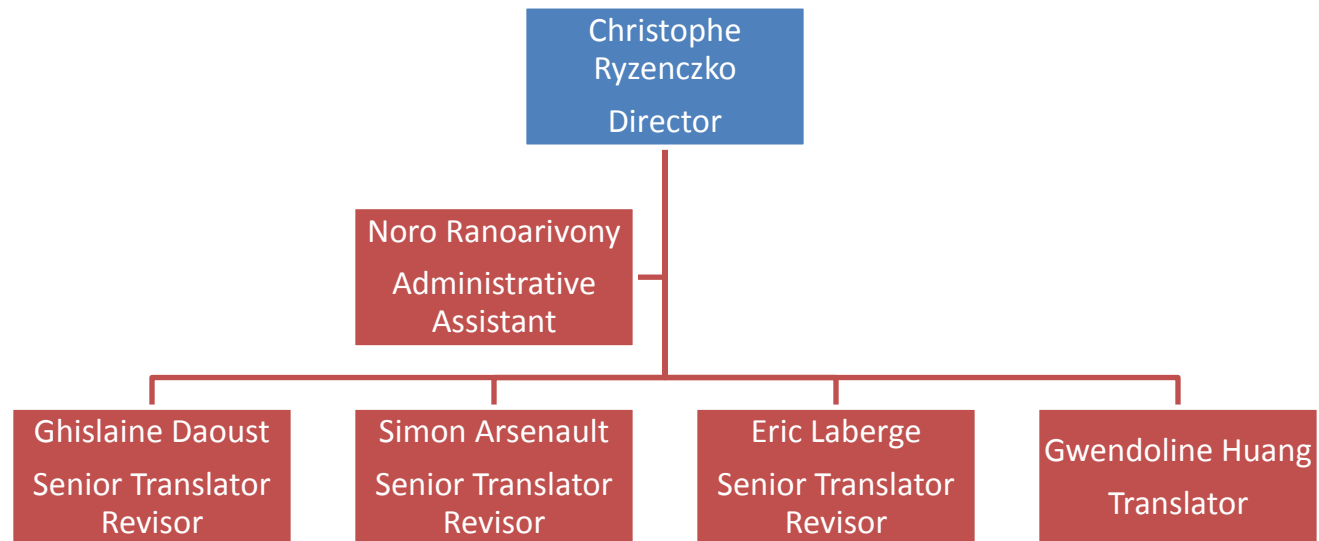 Christophe
Ryzenczko
Director
Noro Ranoarivony
Administrative
Assistant
Ghislaine Daoust
Senior Translator
Revisor
Simon Arsenault
Senior Translator
Revisor
Eric Laberge
Senior Translator
Revisor
Gwendoline Huang
Translator